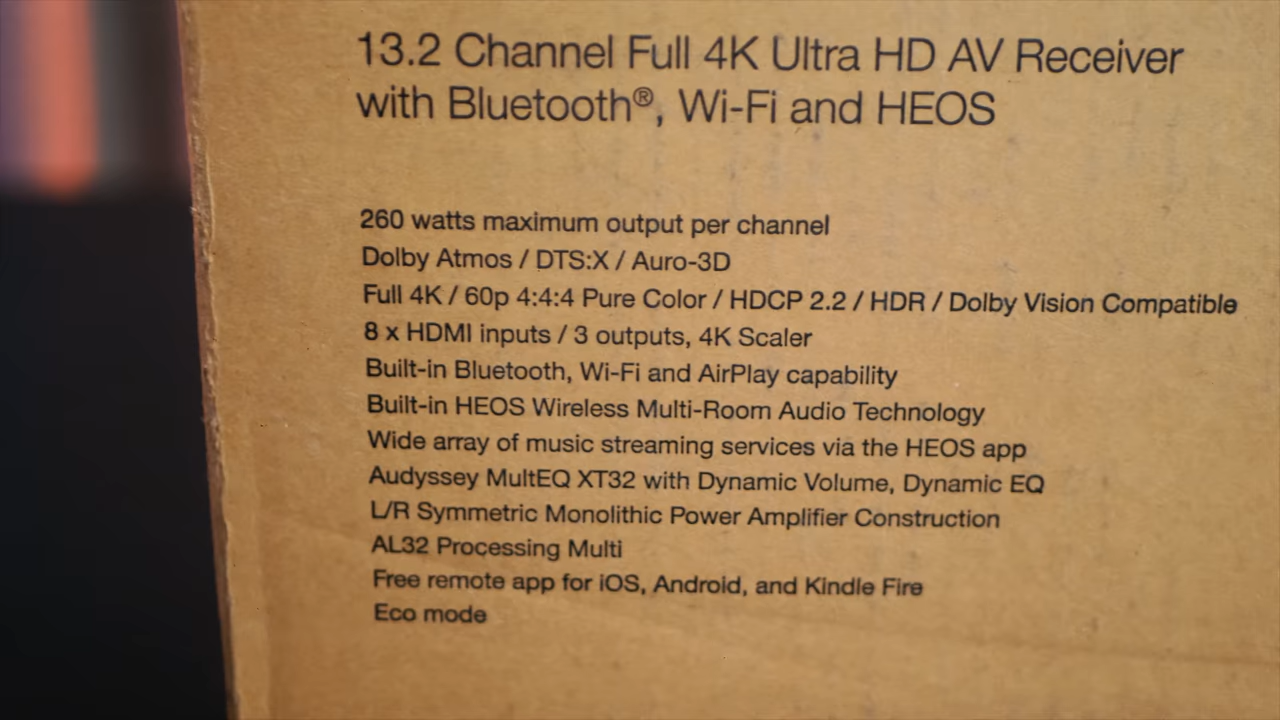 13.2 Channel Full 4K Ultra HD AV Receiver
with Bluetooth®, Wi-Fi and HEOS
260 watts maximum output per channel
Dolby Atmos / DTS:X / Auro-3D
Full 4K / 60p 4:4:4 Pure Color / HDCP 2.2 / HDR / Dolby Vision Compatible
8 x HDMI inputs / 3 outputs, 4K Scaler
Built-in Bluetooth, Wi-Fi and AirPlay capability
Built-in HEOS Wireless Multi-Room Audio Technology
Wide array of music streaming services via the HEOS app
Audyssey MultEQ XT32 with Dynamic Volume, Dynamic EQ
L/R Symmetric Monolithic Power Amplifier Construction
AL32 Processing Multi
Free remote app for iOS, Android, and Kindle Fire
Eco mode